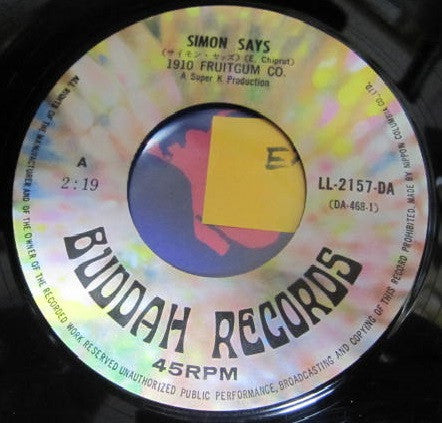 SIMON SAYS
(サイモン・セッズ)(E. Chiprut)
1910 FRUITGUM CO.
A Super K Production
A
2:19
LL-2157-DA
(DA-468-1)
BUDDAH RECORDS
45RPM
ALL RIGHTS OF THE MANUFACTURER AND OF THE OWNER OF THE RECORDED WORK RESERVED UNAUTHORIZED PUBLIC PERFORMANCE, BROADCASTING AND COPYING OF THIS RECORD PROHIBITED. MADE BY NIPPON COLUMBIA CO. LTD.